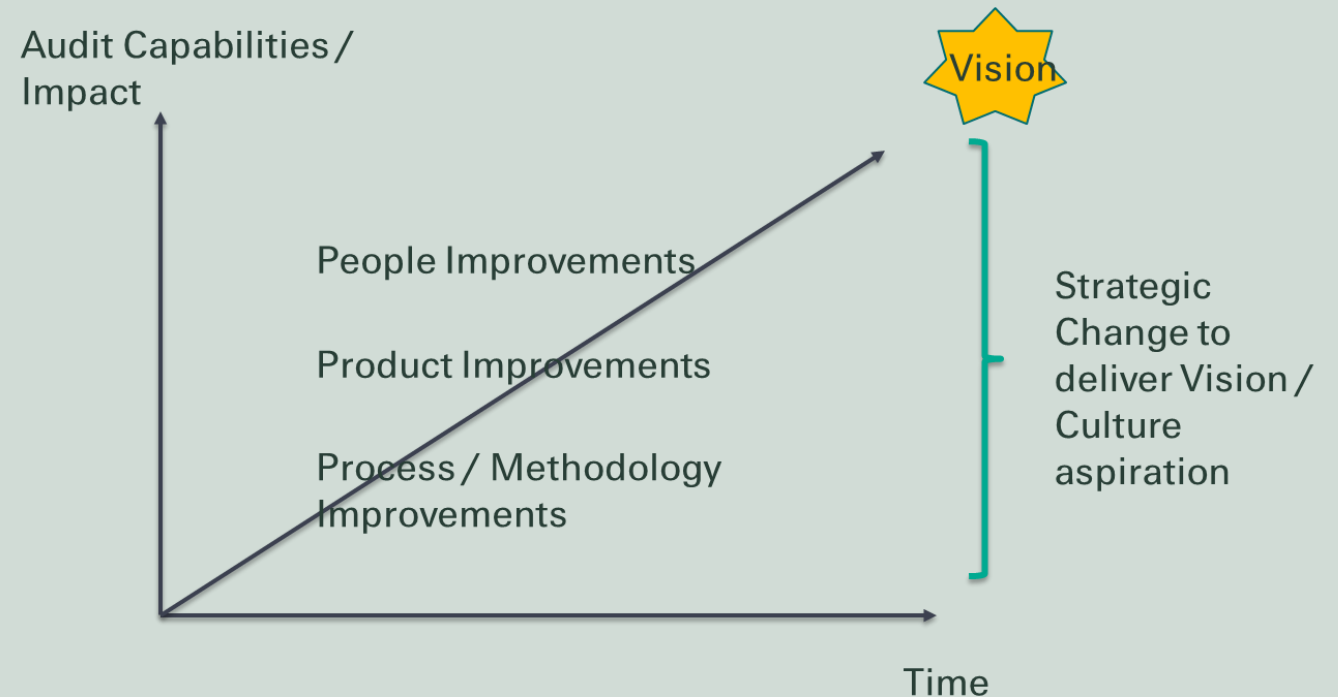 Audit Capabilities /
Impact
Vision
People Improvements
Product Improvements
Process / Methodology
Improvements
Strategic
Change to
deliver Vision /
Culture
aspiration
Time